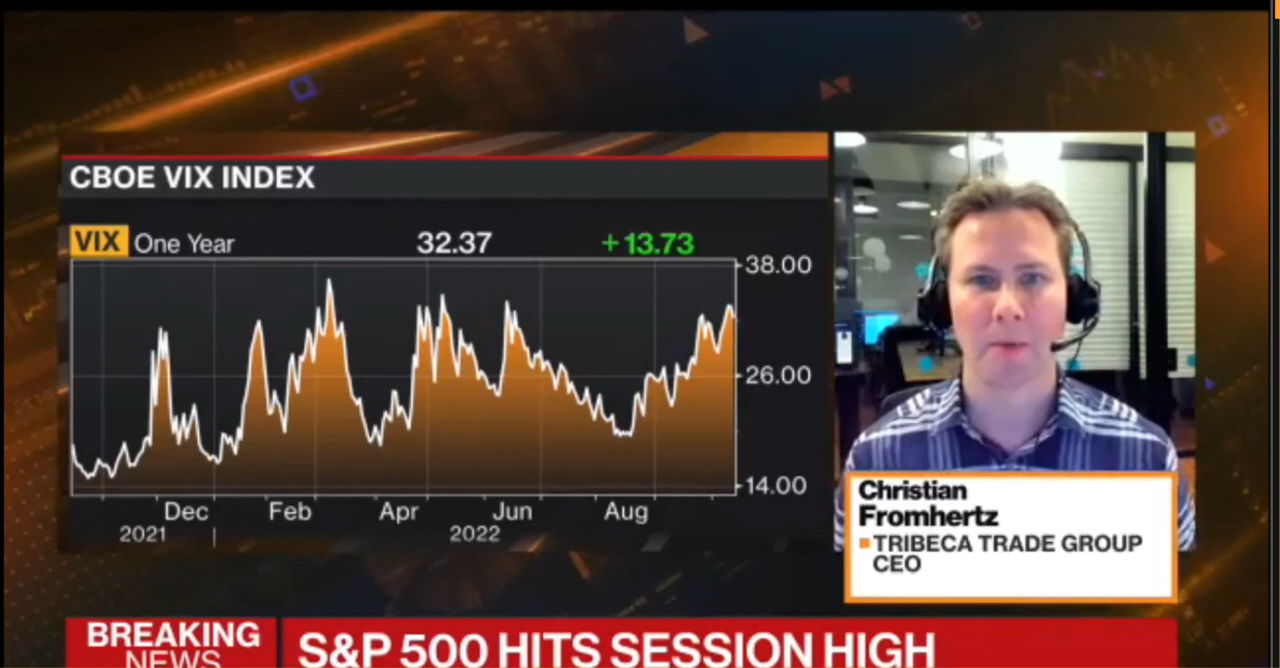 CBOE VIX INDEX
VIX One Year 32.37 +13.73
38.00
26.00
14.00
Dec Feb Apr Jun Aug
2021 2022
Christian
Fromhertz
TRIBECA TRADE GROUP
CEO
BREAKING
NEWS
S&P 500 HITS SESSION HIGH